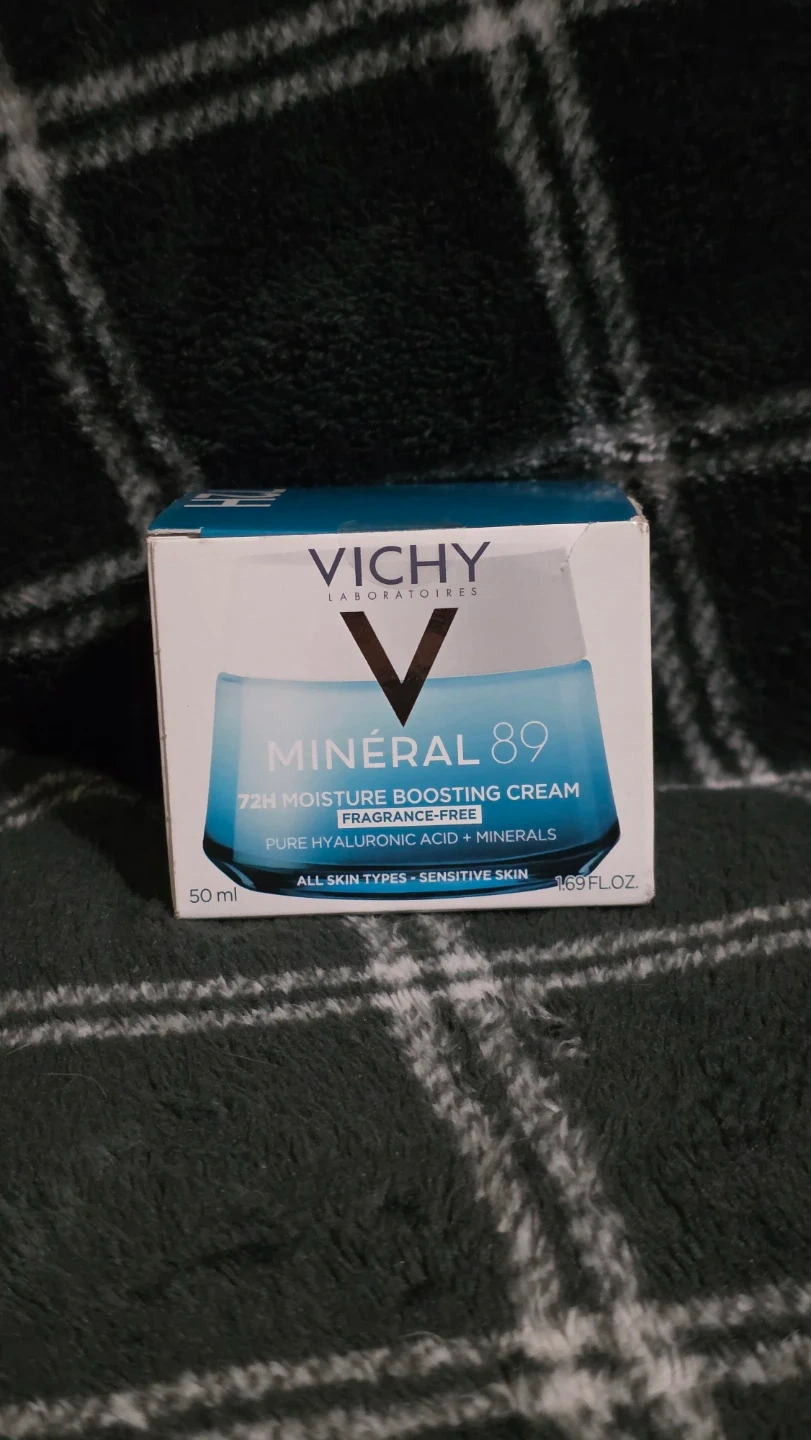 72H
VICHY
LABORATOIRES
MINÉRAL 89
72H MOISTURE BOOSTING CREAM
FRAGRANCE-FREE
PURE HYALURONIC ACID + MINERALS
ALL SKIN TYPES - SENSITIVE SKIN
50 ml
1.69 FL.OZ.